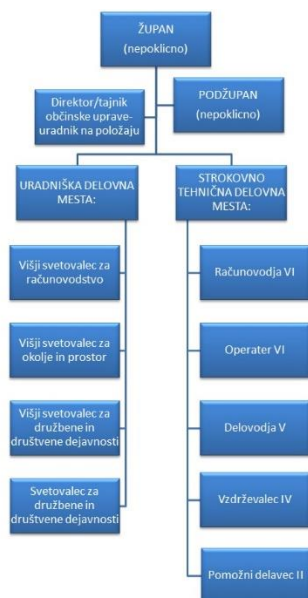 ŽUPAN
(nepoklicno)
Direktor/tajnik
občinske uprave-
uradnik na položaju
PODŽUPAN
(nepoklicno)
URADNIŠKA DELOVNA
MESTA:
STROKOVNO
TEHNIČNA DELOVNA
MESTA:
Višji svetovalec za
računovodstvo
Računovodja VI
Višji svetovalec za
okolje in prostor
Operater VI
Višji svetovalec za
družbene in
društvene dejavnosti
Delovodja V
Svetovalec za
družbene in
društvene dejavnosti
Vzdrževalec IV
Pomožni delavec II